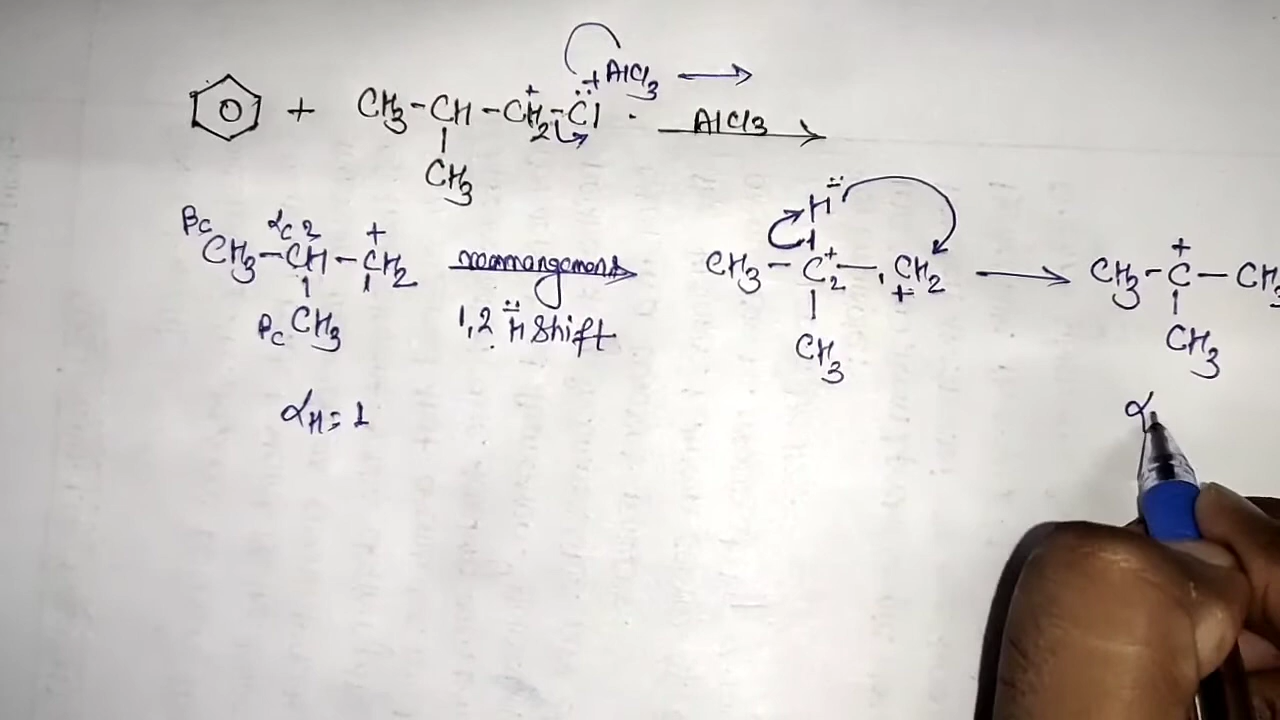 +AlCl3 ⟶
⌬ + CH3-CH-CH2-Cl . AlCl3 ⟶
+
CH3
H
βc αc 2 +
CH3-CH-CH2 rearrangement CH3-C+2-.CH2 ⟶ CH3-C-CH3
+ +
βc CH3 1,2 H shift CH3 CH3
αH = 1 α